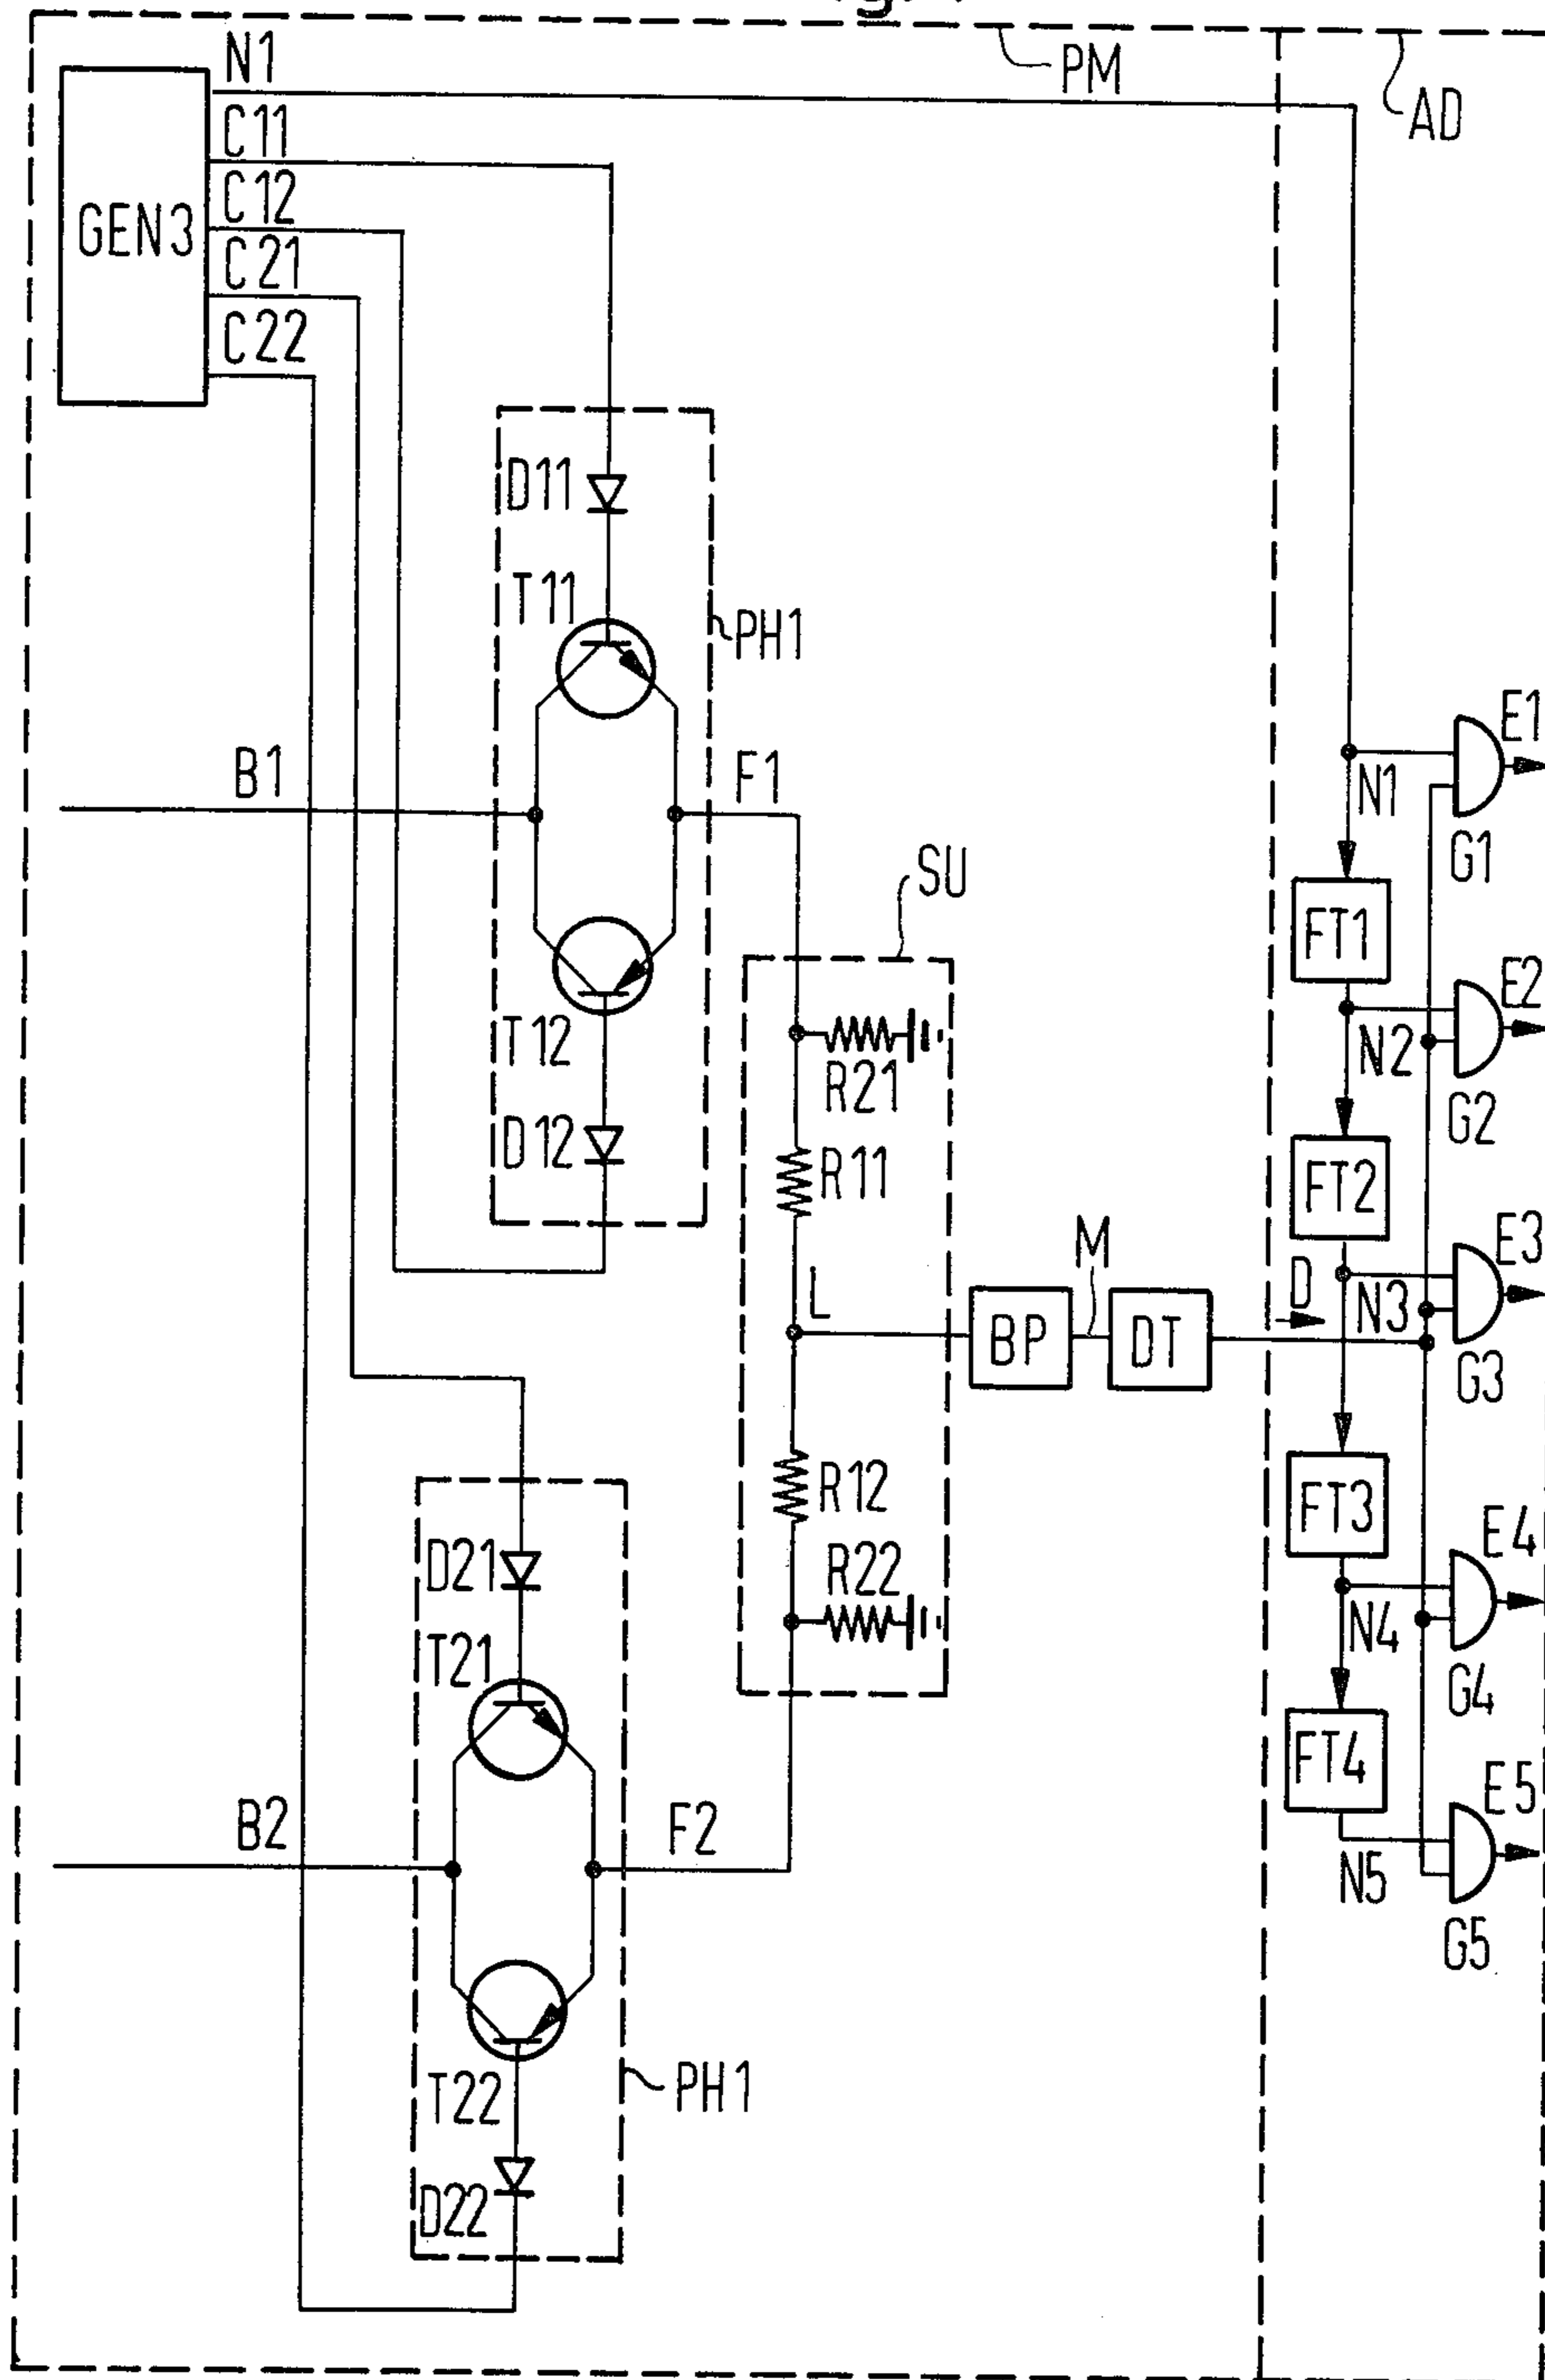 N1
PM
AD
C11
C12
GEN3
C21
C22
D11
T11
PH1
E1
B1
F1
N1
G1
SU
FT1
E2
T12
R21
N2
G2
D12
R11
FT2
E3
M
D
L
N3
BP
DT
G3
R12
FT3
E4
D21
R22
N4
T21
G4
FT4
E5
B2
F2
N5
G5
T22
PH1
D22